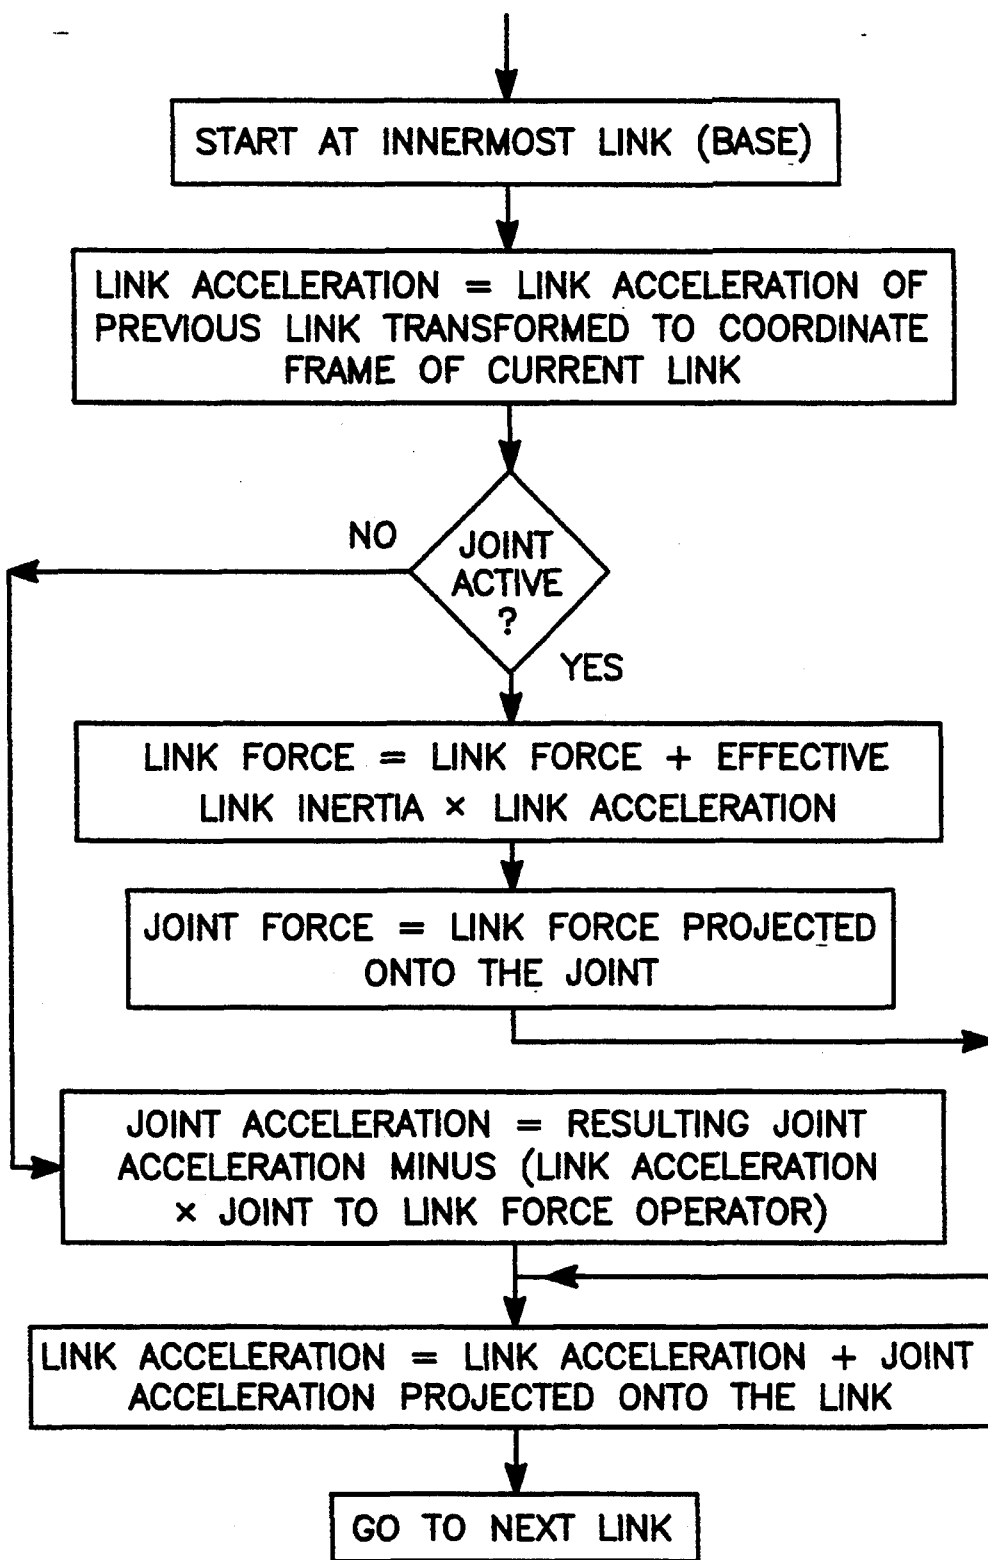 START AT INNERMOST LINK (BASE)
LINK ACCELERATION = LINK ACCELERATION OF
PREVIOUS LINK TRANSFORMED TO COORDINATE
FRAME OF CURRENT LINK
NO
JOINT
ACTIVE
?
YES
LINK FORCE = LINK FORCE + EFFECTIVE
LINK INERTIA × LINK ACCELERATION
JOINT FORCE = LINK FORCE PROJECTED
ONTO THE JOINT
JOINT ACCELERATION = RESULTING JOINT
ACCELERATION MINUS (LINK ACCELERATION
× JOINT TO LINK FORCE OPERATOR)
LINK ACCELERATION = LINK ACCELERATION + JOINT
ACCELERATION PROJECTED ONTO THE LINK
GO TO NEXT LINK